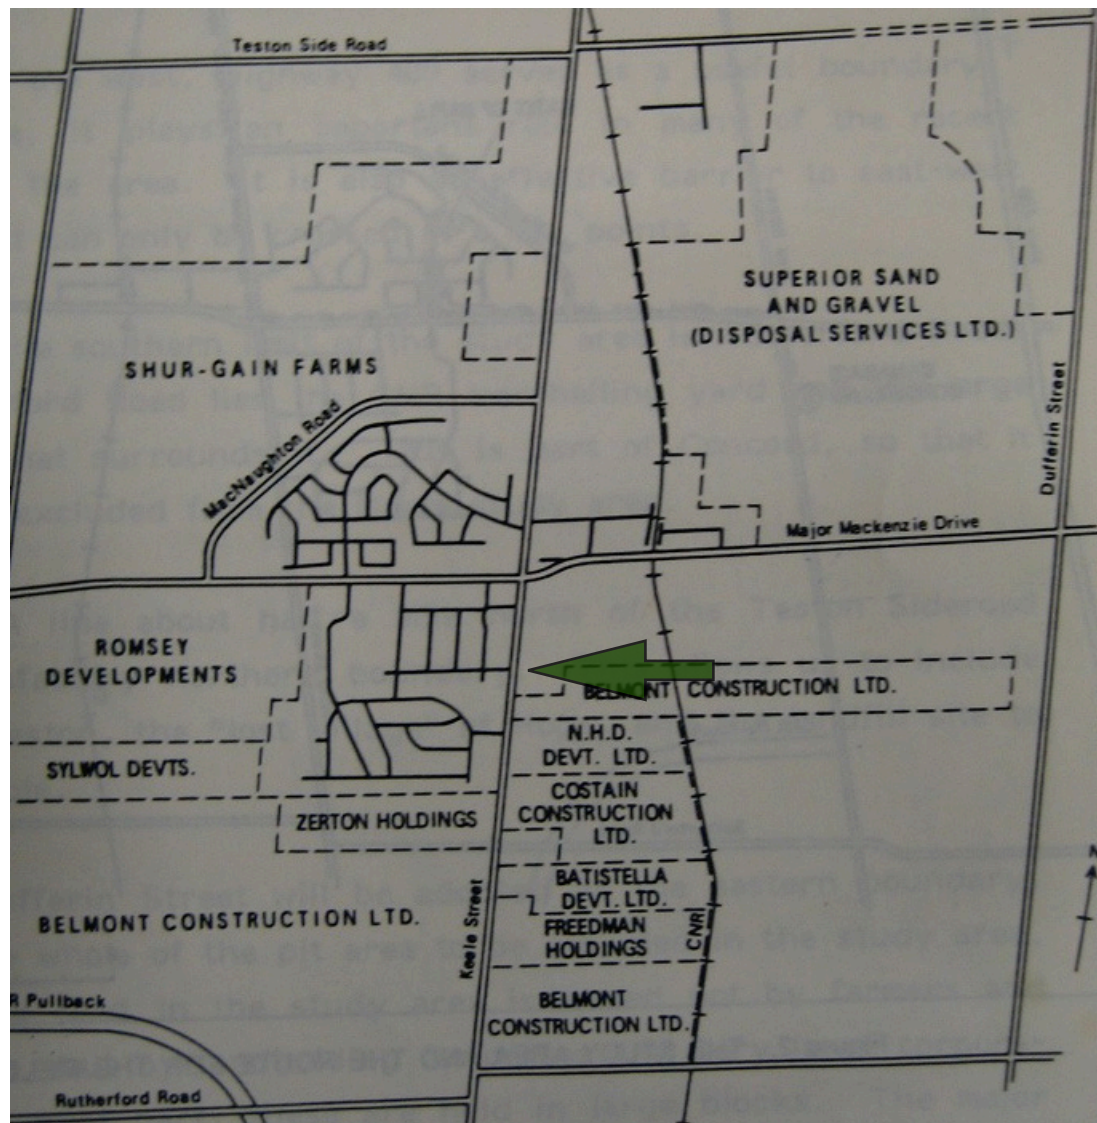 Teston Side Road
SUPERIOR SAND
AND GRAVEL
(DISPOSAL SERVICES LTD.)
SHUR-GAIN FARMS
MacNaughton Road
Dufferin Street
Major Mackenzie Drive
ROMSEY
DEVELOPMENTS
BELMONT CONSTRUCTION LTD.
N.H.D.
DEVT. LTD.
SYLWOL DEVTS.
COSTAIN
CONSTRUCTION
LTD.
ZERTON HOLDINGS
BATISTELLA
DEVT. LTD.
BELMONT CONSTRUCTION LTD.
FREEDMAN
HOLDINGS
CNR
Keele Street
N
R Pullback
BELMONT
CONSTRUCTION LTD.
Rutherford Road